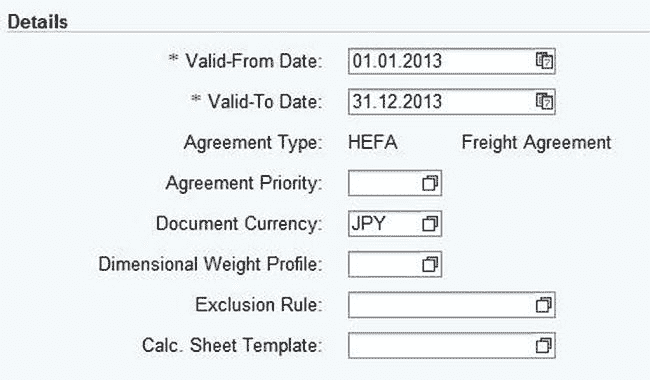 Details
* Valid-From Date: 01.01.2013
* Valid-To Date: 31.12.2013
Agreement Type: HEFA Freight Agreement
Agreement Priority:
Document Currency: JPY
Dimensional Weight Profile:
Exclusion Rule:
Calc. Sheet Template: